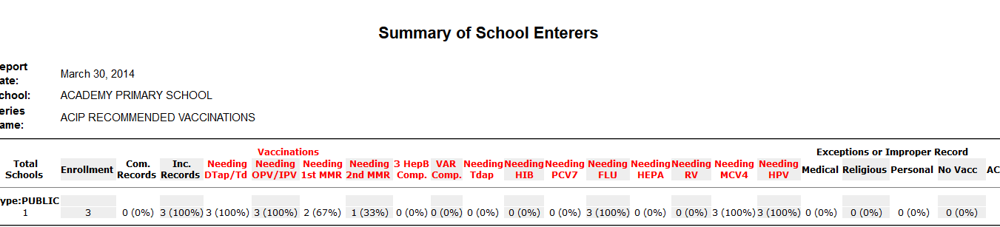 Summary of School Enterers
eport
ate:
March 30, 2014
chool:
ACADEMY PRIMARY SCHOOL
eries
ame:
ACIP RECOMMENDED VACCINATIONS
Vaccinations Exceptions or Improper Record
Total Schools Enrollment Com. Records Inc. Records Needing DTap/Td Needing OPV/IPV Needing 1st MMR Needing 2nd MMR 3 HepB Comp. VAR Comp. Needing Tdap Needing HIB Needing PCV7 Needing FLU Needing HEPA Needing RV Needing MCV4 Needing HPV Medical Religious Personal No Vacc AC
ype:PUBLIC
1 3 0 (0%) 3 (100%) 3 (100%) 3 (100%) 2 (67%) 1 (33%) 0 (0%) 0 (0%) 0 (0%) 0 (0%) 0 (0%) 3 (100%) 0 (0%) 0 (0%) 3 (100%) 3 (100%) 0 (0%) 0 (0%) 0 (0%) 0 (0%)